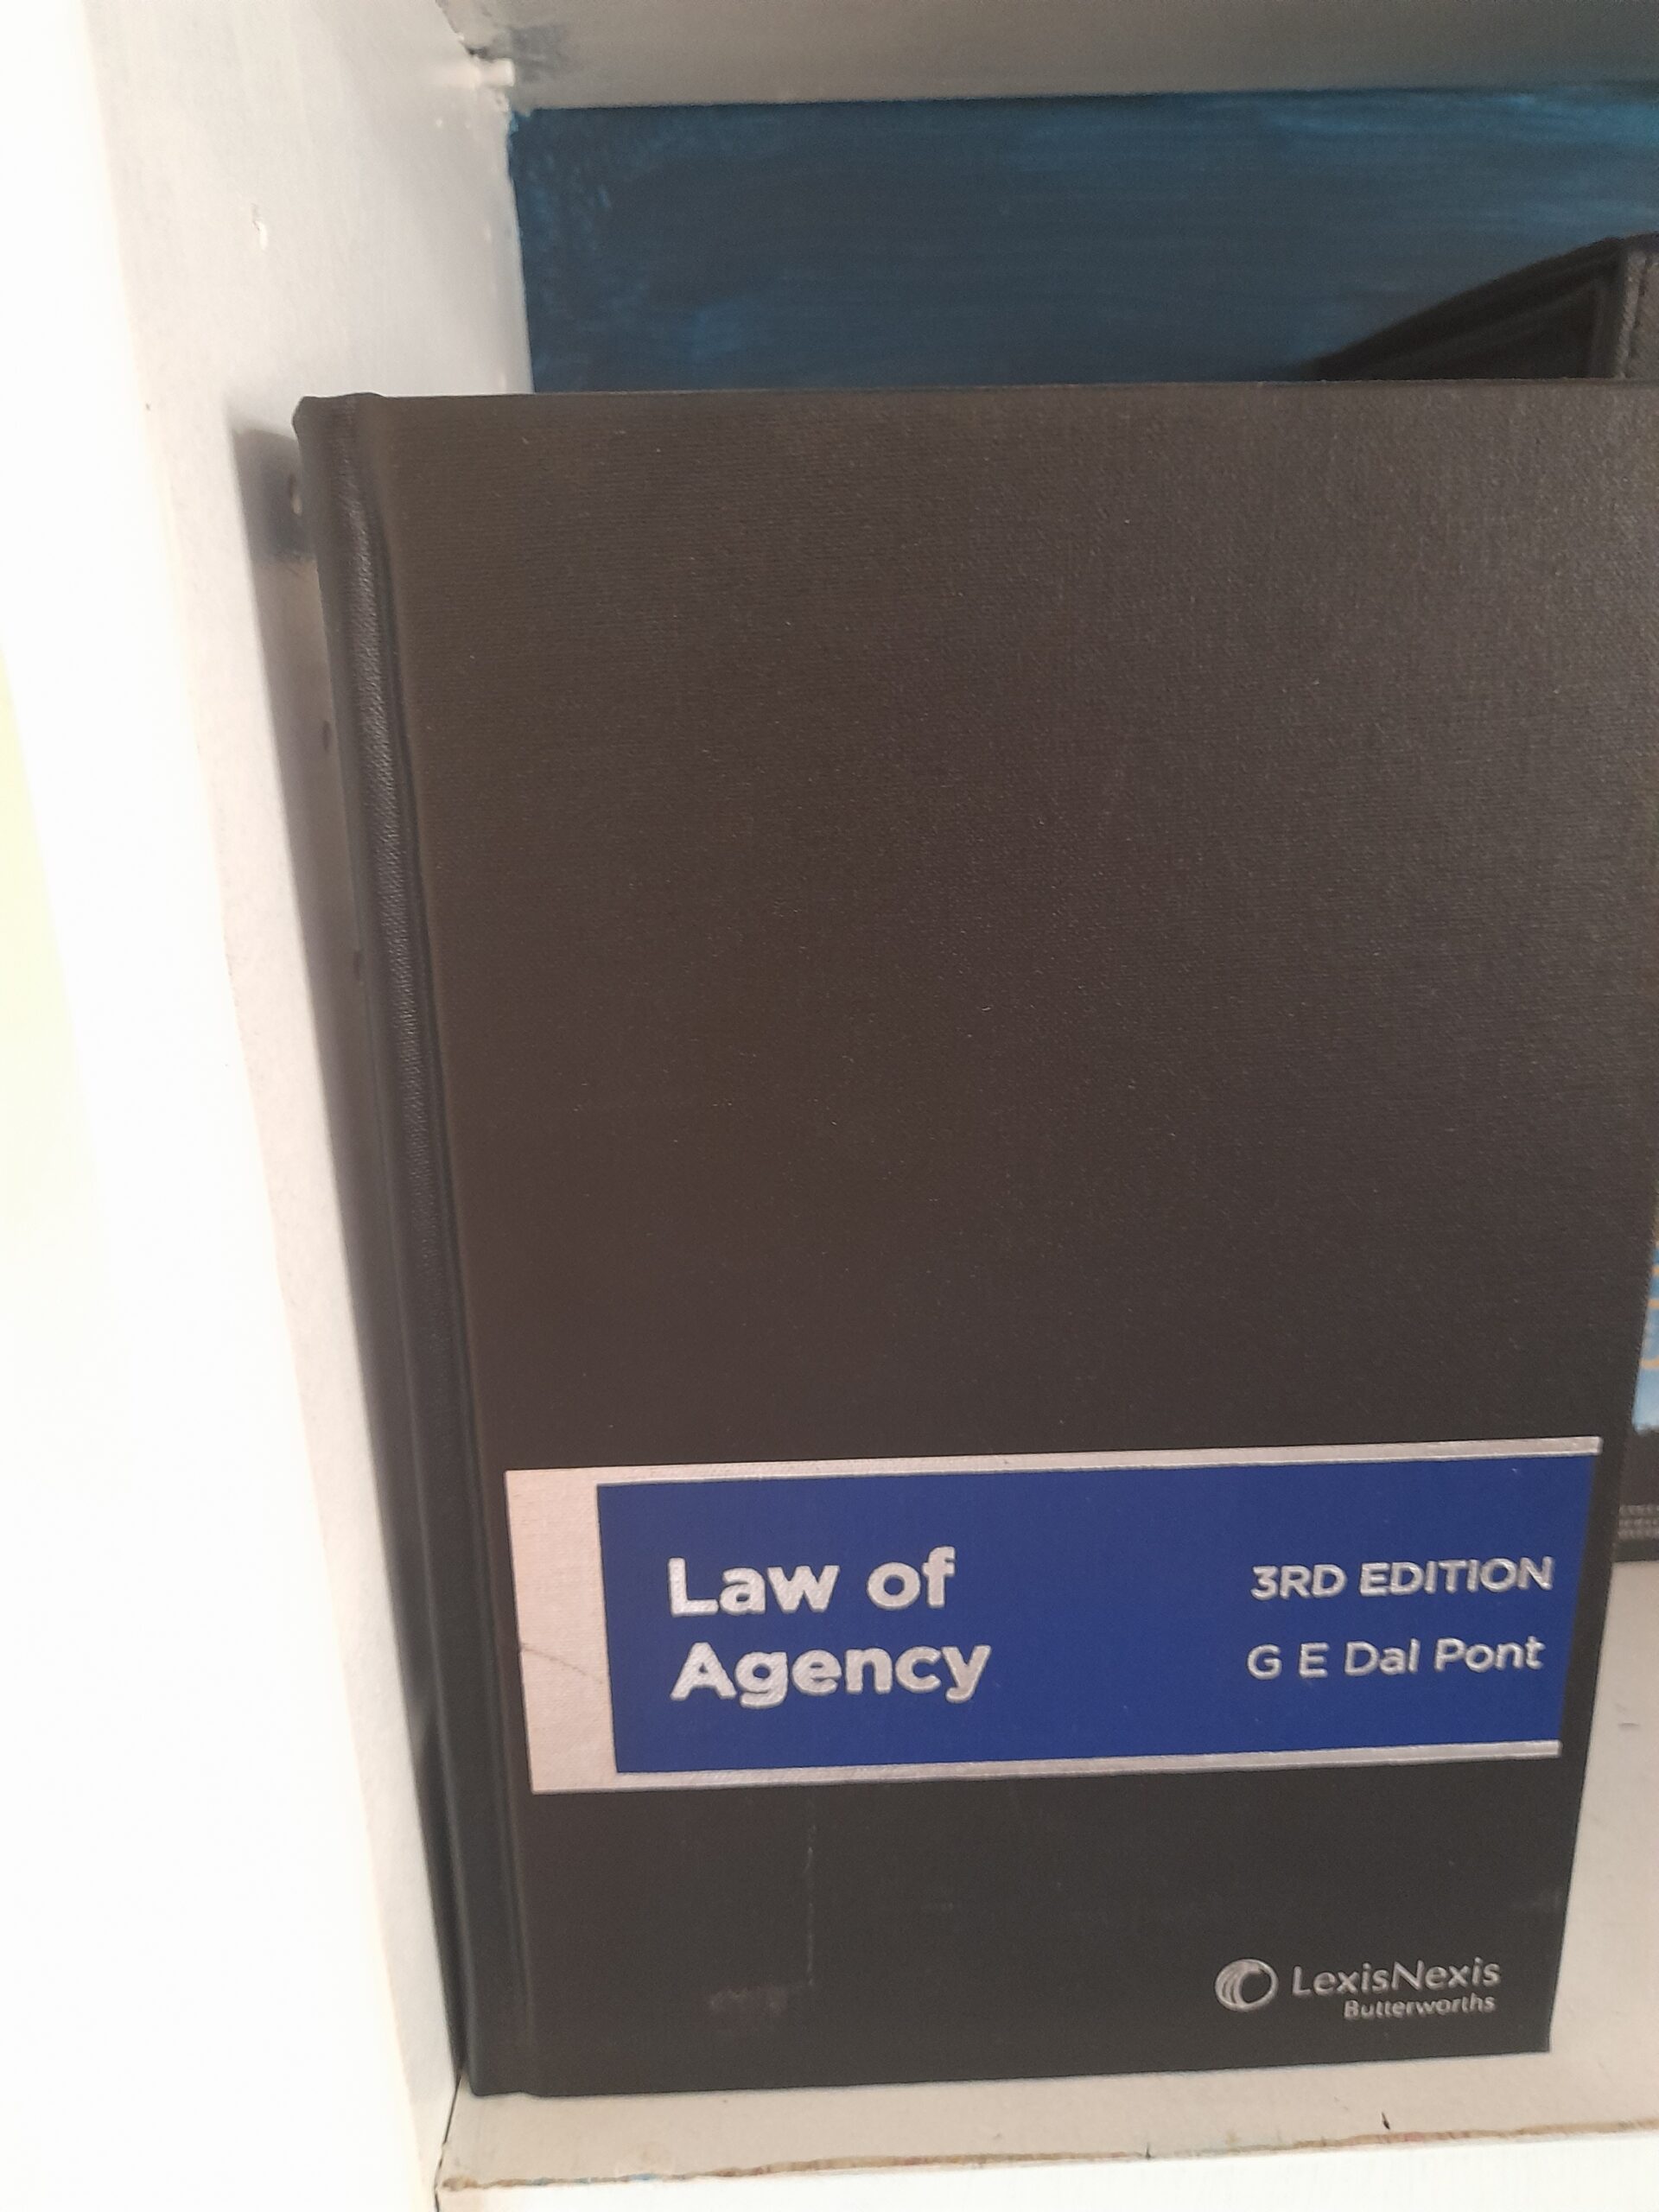 Law of
Agency
3RD EDITION
G E Dal Pont
LexisNexis
Butterworths